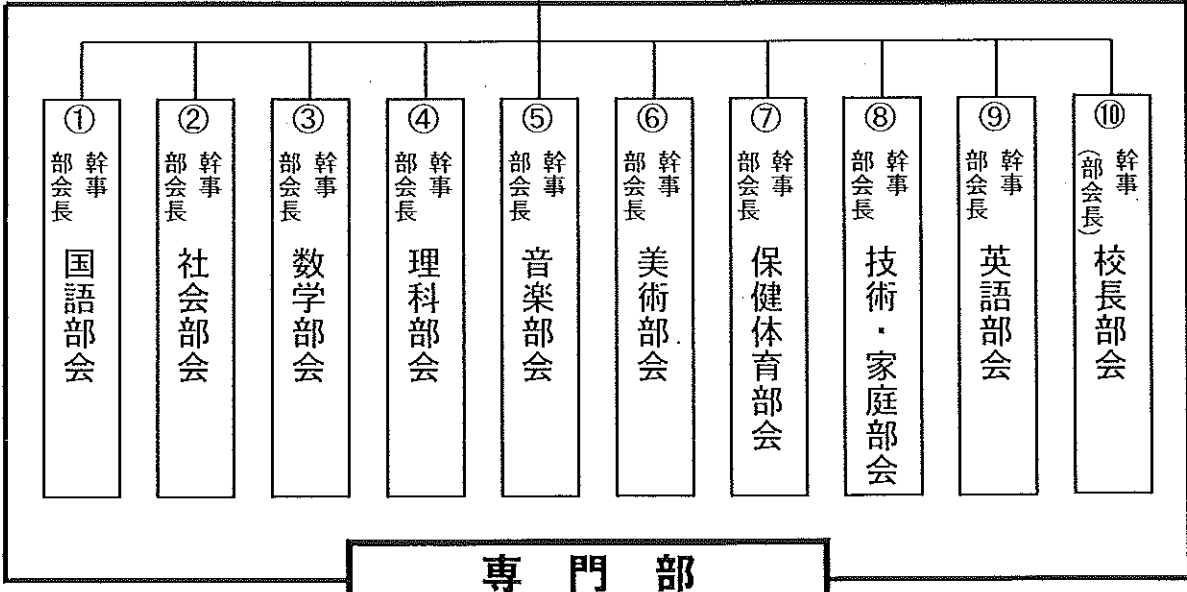 ①
幹事
部会長
国語部会
②
幹事
部会長
社会部会
③
幹事
部会長
数学部会
④
幹事
部会長
理科部会
⑤
幹事
部会長
音楽部会
⑥
幹事
部会長
美術部会
⑦
幹事
部会長
保健体育部会
⑧
幹事
部会長
技術・家庭部会
⑨
幹事
部会長
英語部会
⑩
幹事
(部会長)
校長部会
専門部